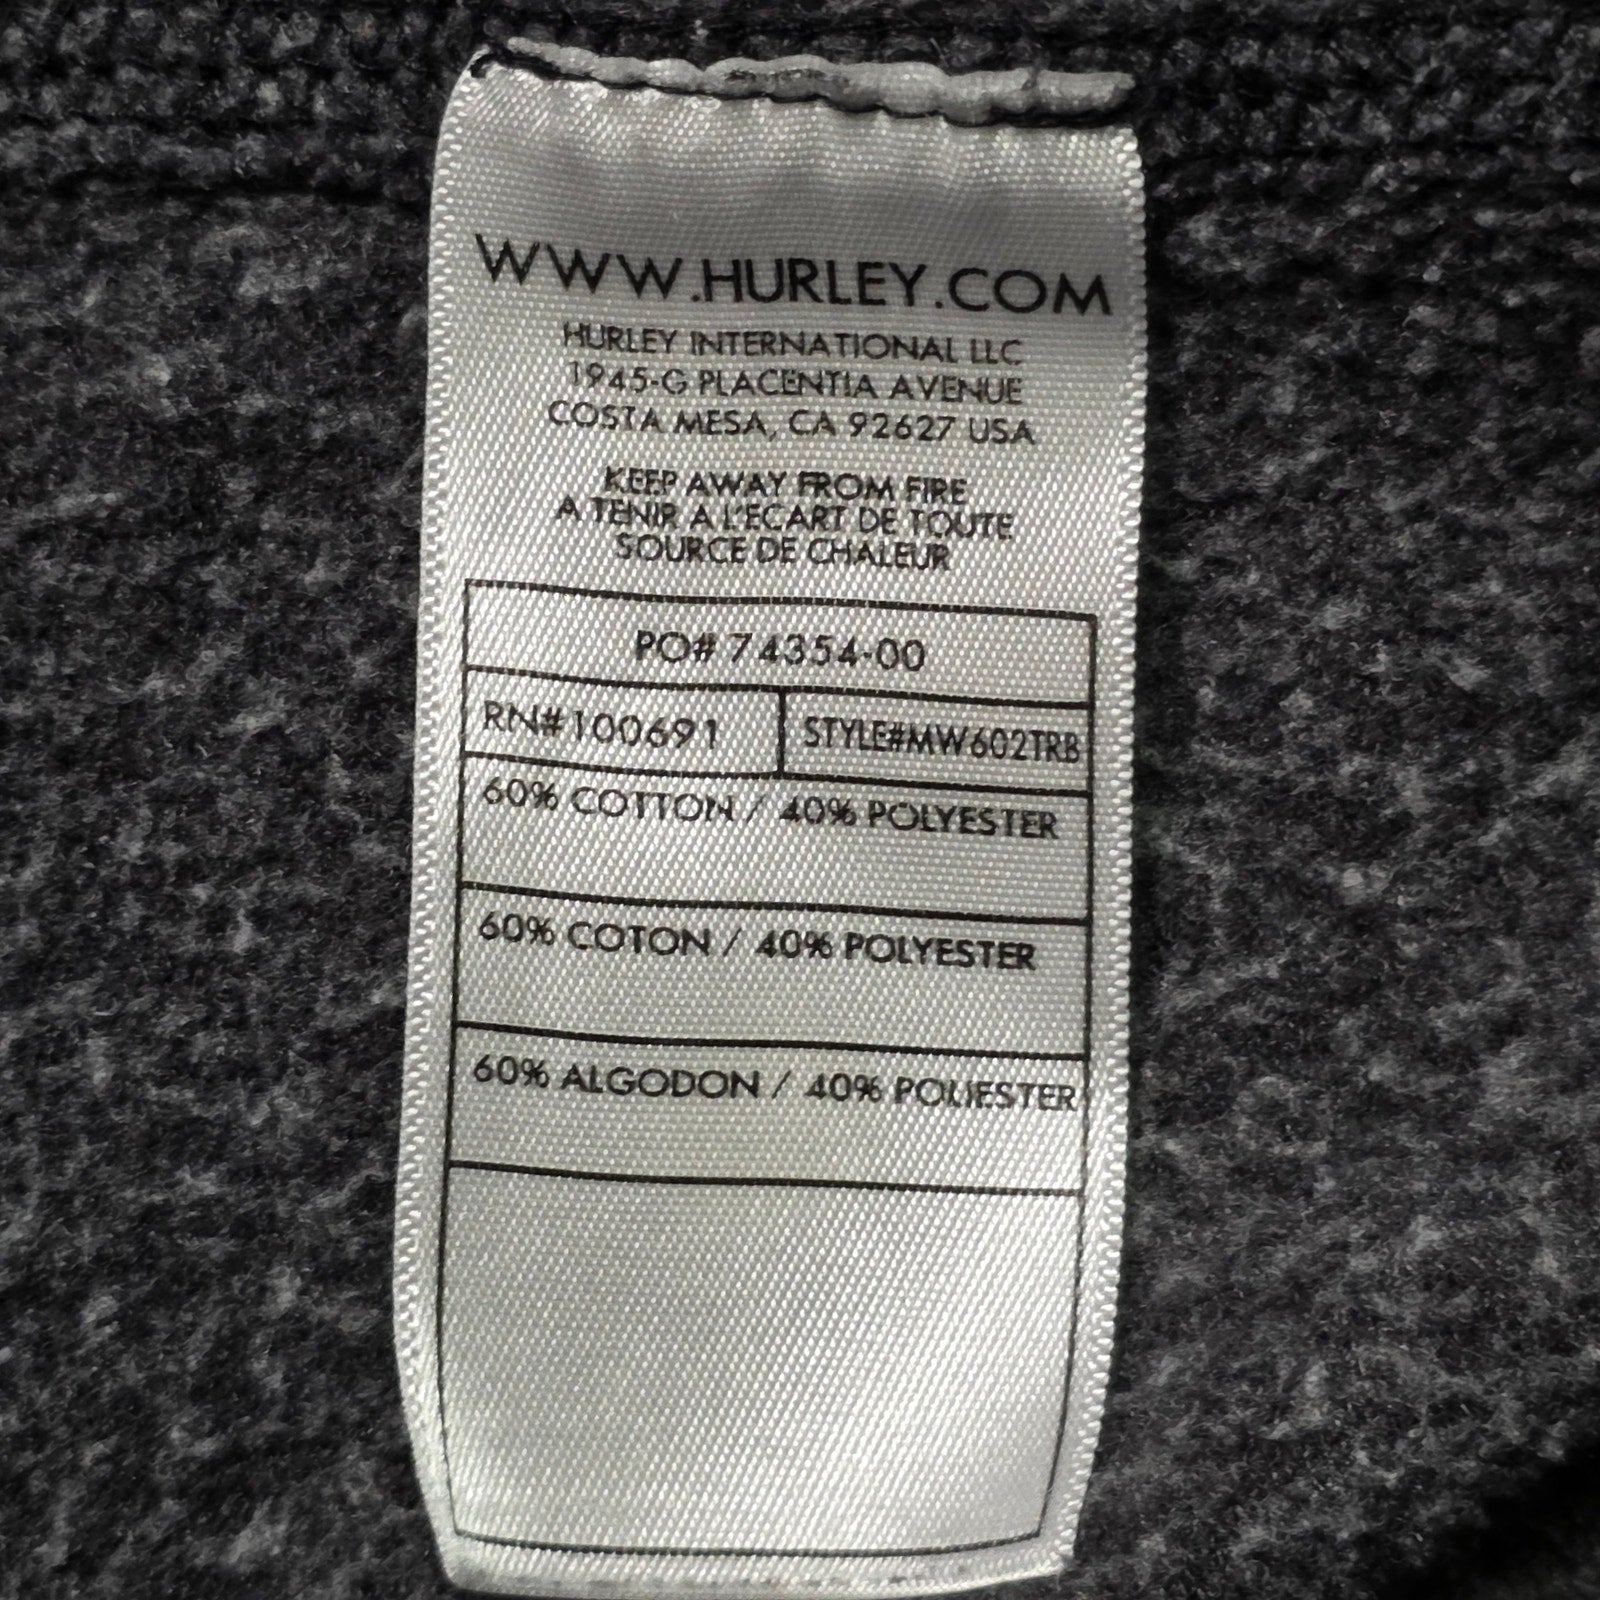 WWW.HURLEY.COM
HURLEY INTERNATIONAL LLC
1945-G PLACENTIA AVENUE
COSTA MESA, CA 92627 USA
KEEP AWAY FROM FIRE
A TENIR A L'ECART DE TOUTE
SOURCE DE CHALEUR
PO# 74354-00
RN#100691 STYLE#MW602TRB
60% COTTON / 40% POLYESTER
60% COTON / 40% POLYESTER
60% ALGODON / 40% POLIESTER